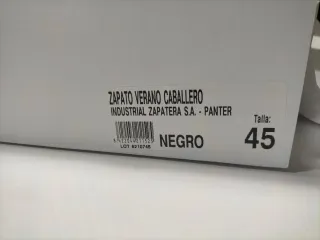 ZAPATO VERANO CABALLERO
INDUSTRIAL ZAPATERA S.A. - PANTER
Talla:
NEGRO
45